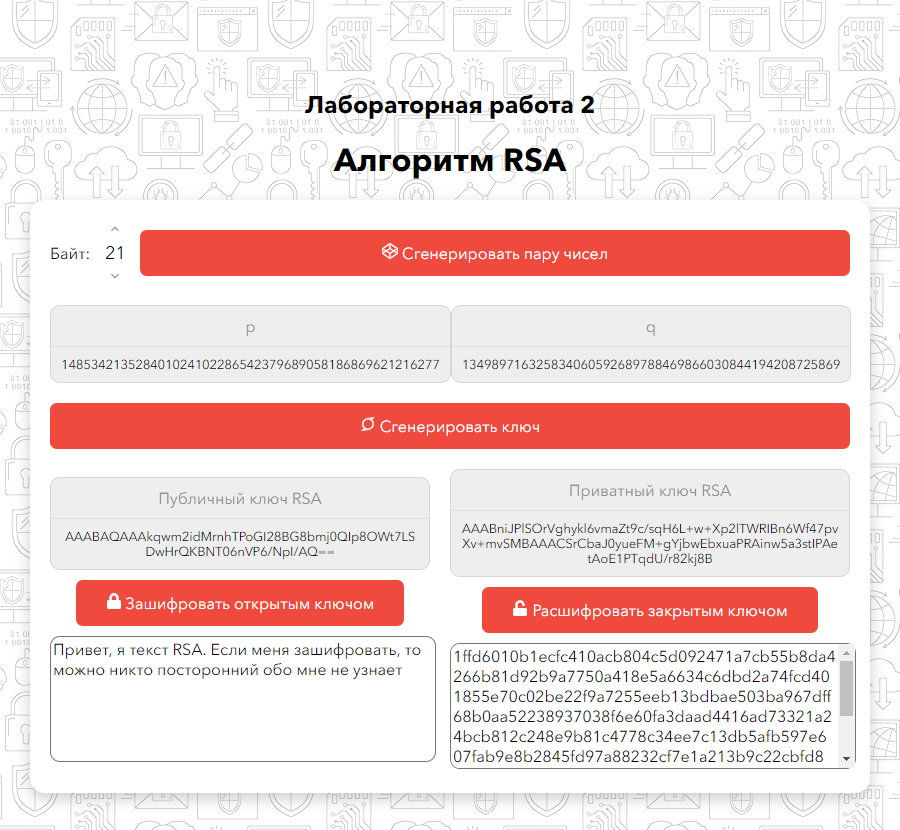 Лабораторная работа 2
Алгоритм RSA
Байт: 21
Сгенерировать пару чисел
p
q
148534213528401024102286542379689058186869621216277
134989716325834060592689788469866030844194208725869
Сгенерировать ключ
Публичный ключ RSA
AAABAQAAAkqwm2idMrnhTPoGI28BG8bmj0QIp8OWt7LS
DwHrQKBNT06nVP6/NpI/AQ==
Зашифровать открытым ключом
Привет, я текст RSA. Если меня зашифровать, то
можно никто посторонний обо мне не узнает
Приватный ключ RSA
AAABniJPlSOrVghykl6vmaZt9c/sqH6L+w+Xp2lTWRIBn6Wf47pv
Xv+mvSMBAAACSrCbaJ0yueFM+gYjbwEbxuaPRAinw5a3stIPAe
tAoE1PTqdU/r82kj8B
Расшифровать закрытым ключом
1ffd6010b1ecfc410acb804c5d092471a7cb55b8da4
266b81d92b9a7750a418e5a6634c6dbd2a74fcd40
1855e70c02be22f9a7255eeb13bdbae503ba967dff
68b0aa52238937038f6e60fa3daad4416ad73321a2
4bcb812c248e9b81c4778c34ee7c13db5afb597e6
07fab9e8b2845fd97a88232cf7e1a213b9c22cbfd8